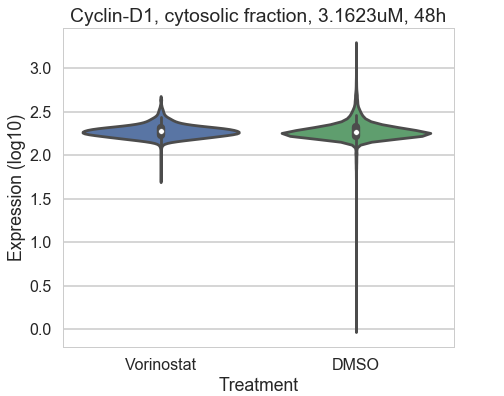 Cyclin-D1, cytosolic fraction, 3.1623uM, 48h
Expression (log10)
3.0
2.5
2.0
1.5
1.0
0.5
0.0
Vorinostat
DMSO
Treatment